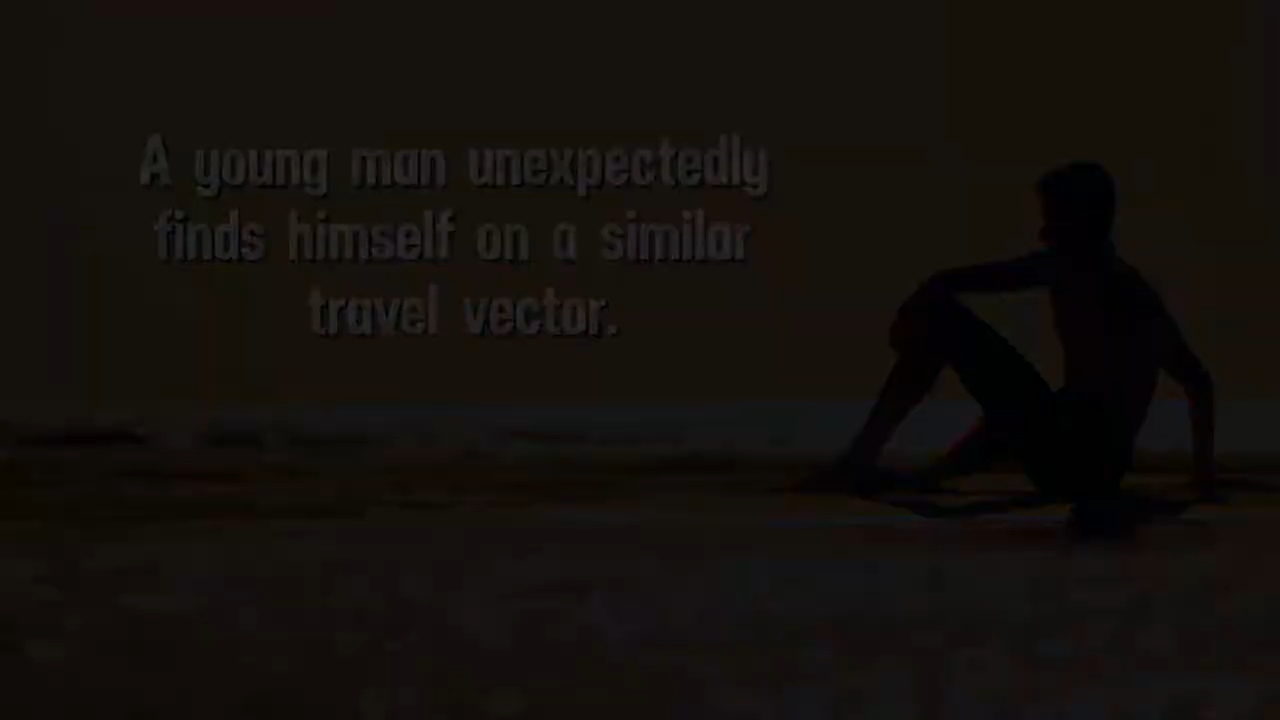 A young man unexpectedly
finds himself on a similar
travel vector.